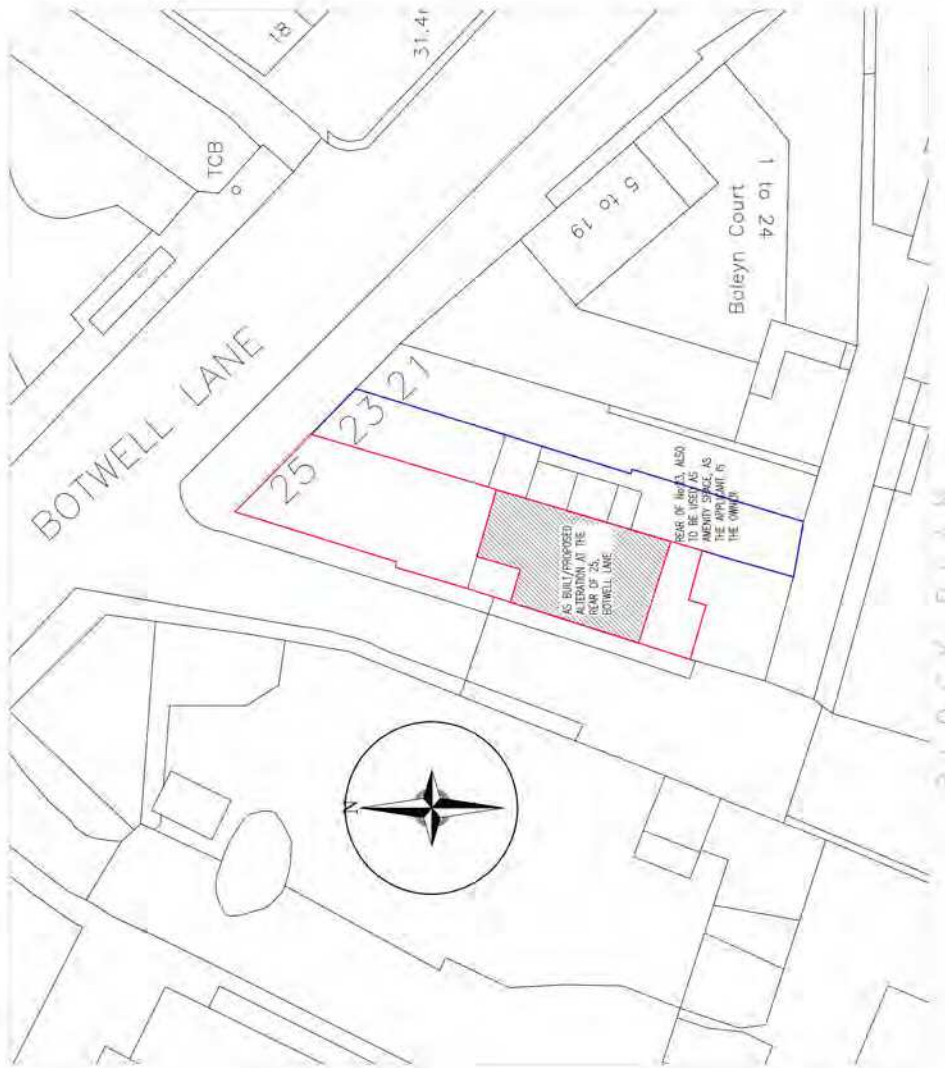 18
31.4
TCB
BOTWELL LANE
5 to 19
1 to 24
Boleyn Court
21
23
25
AS BUILT/PROPOSED
ALTERATION AT THE
REAR OF 25,
BOTWELL LANE
REAR OF No23, ALSO
TO BE USED AS
AMENITY SPACE, AS
THE APPLICANT IS
THE OWNER
N